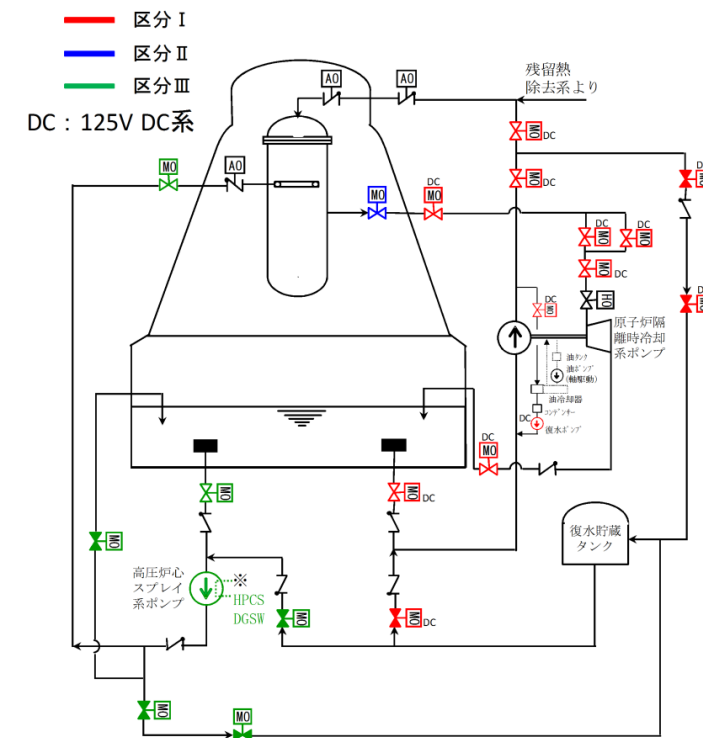 区分Ⅰ
区分Ⅱ
区分Ⅲ
DC：125V DC系
残留熱
除去系より
AO
AO
MO
DC
MO
AO
MO
DC
MO
DC
MO
MO
DC
MO
DC
MO
DC
MO
MO
DC
HO
DC
MO
原子炉隔
離時冷却
系ポンプ
油タンク
油ポンプ
(軸駆動)
油冷却器
コンデンサー
DC
復水ポンプ
DC
MO
MO
MO
DC
MO
復水貯蔵
タンク
高圧炉心
スプレイ
系ポンプ
※
HPCS
DGSW
MO
MO
DC
MO
MO